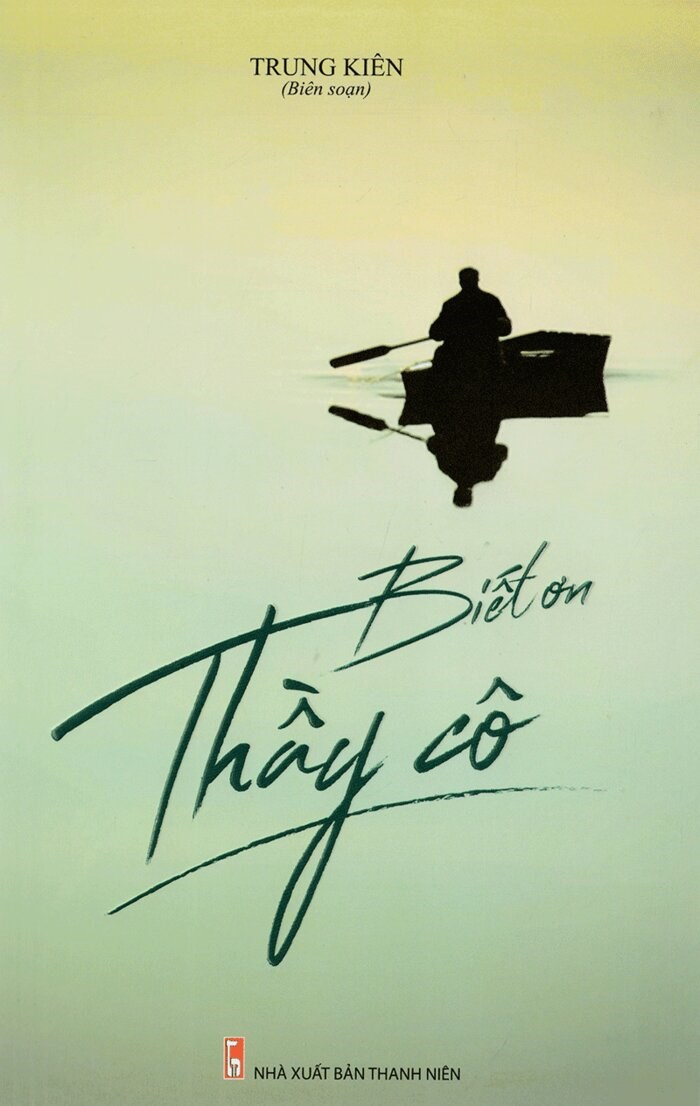 TRUNG KIÊN
(Biên soạn)
Biết ơn
Thầy cô
NHÀ XUẤT BẢN THANH NIÊN